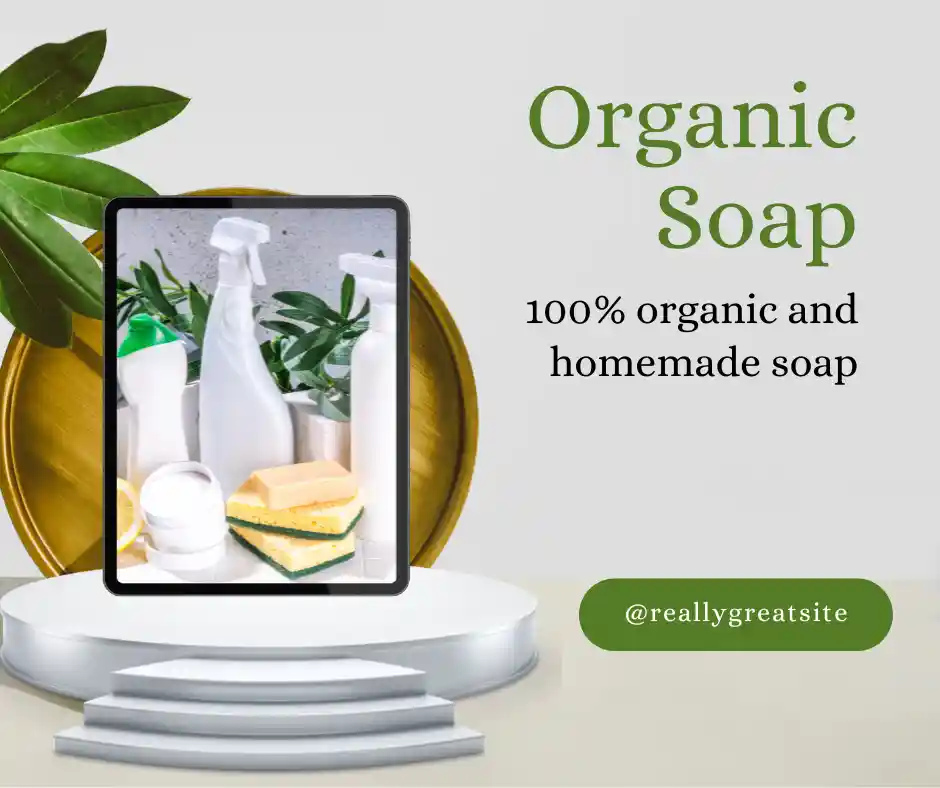 Organic
Soap
100% organic and
homemade soap
@reallygreatsite